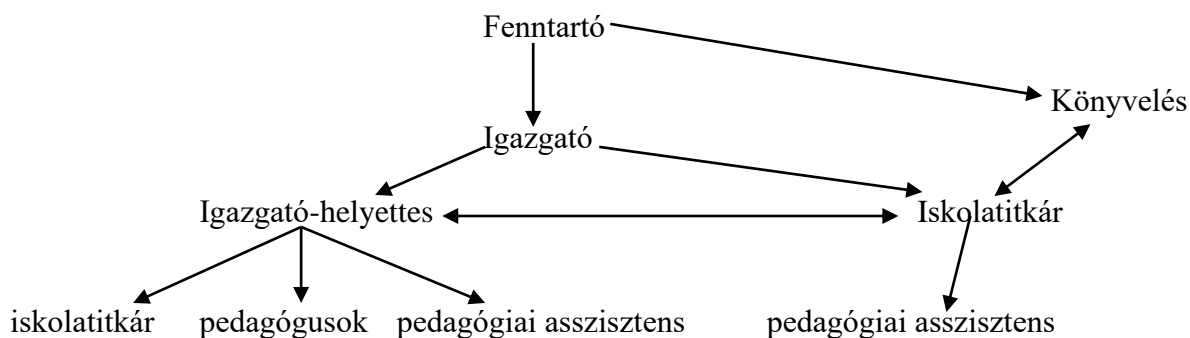 Fenntartó
Könyvelés
Igazgató
Igazgató-helyettes Iskolatitkár
iskolatitkár pedagógusok pedagógiai asszisztens pedagógiai asszisztens